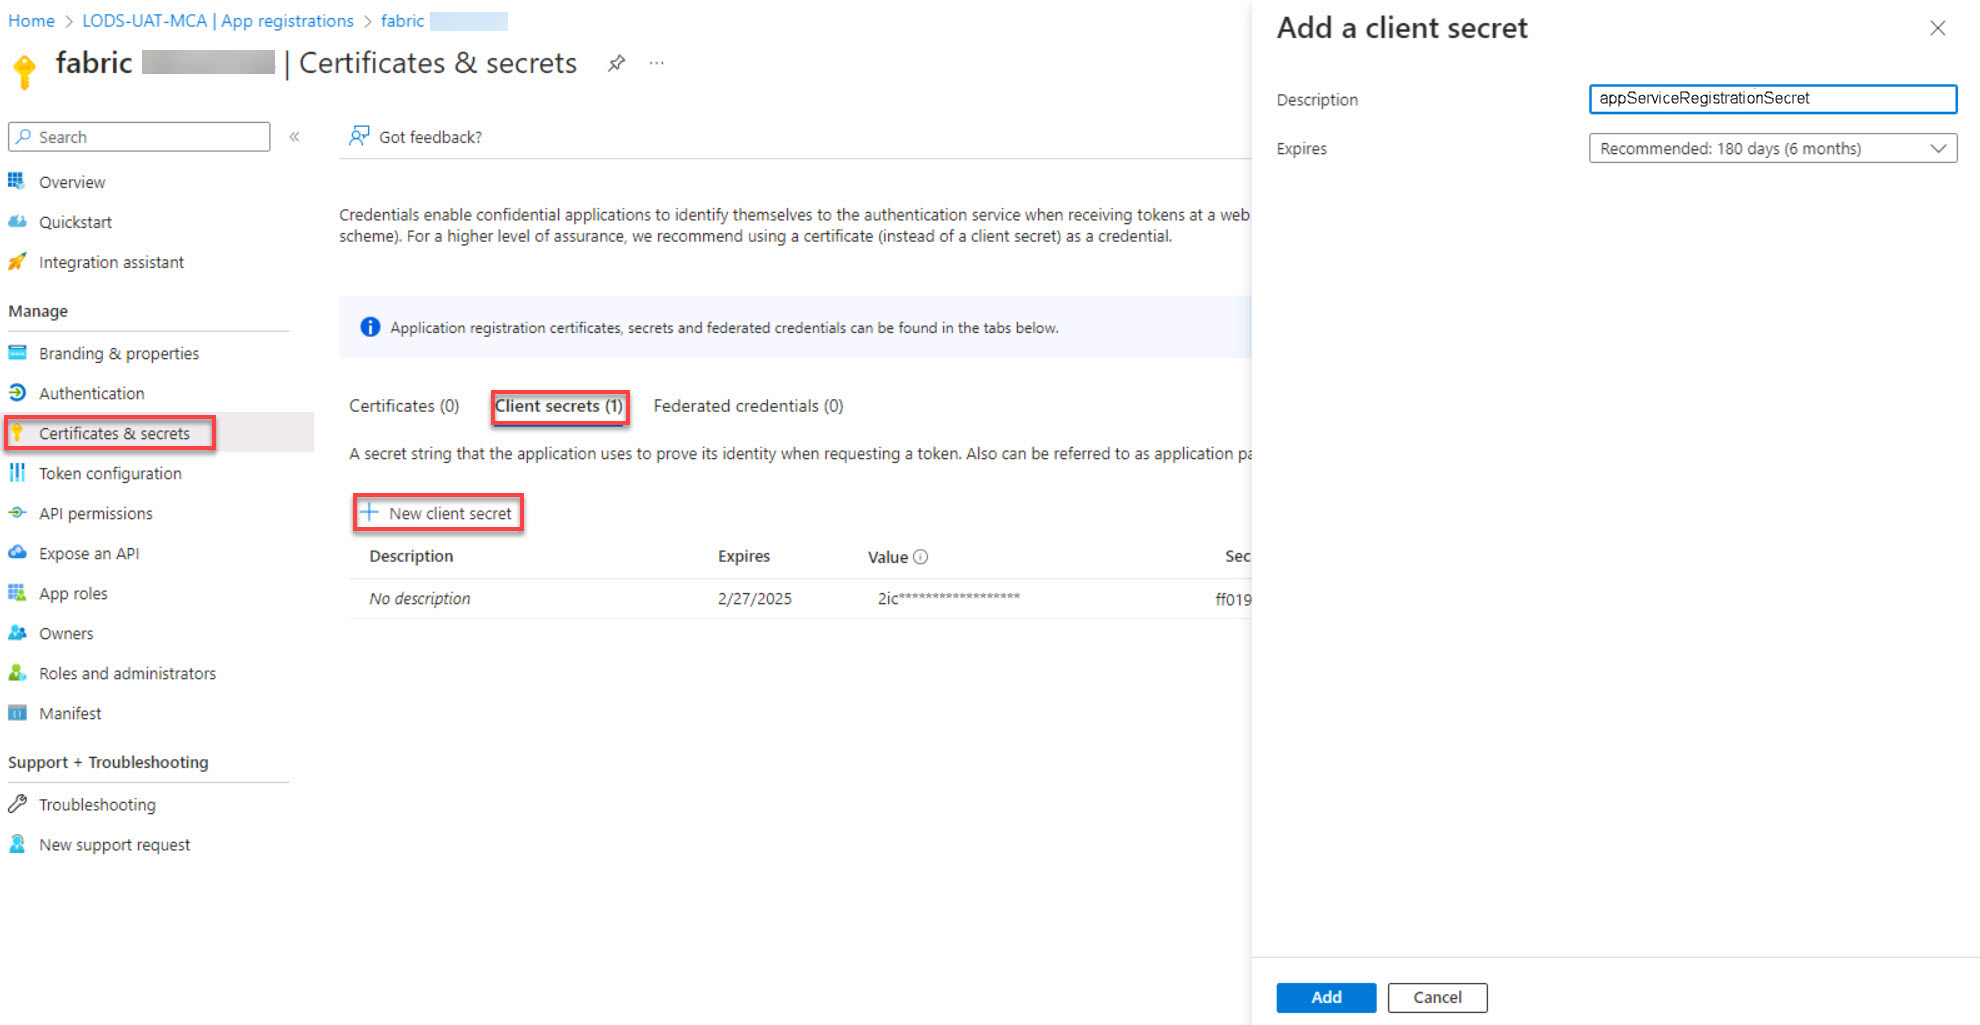 Home > LODS-UAT-MCA | App registrations > fabric
fabric | Certificates & secrets ...
Search «
Overview
Quickstart
Integration assistant
Manage
Branding & properties
Authentication
Certificates & secrets
Token configuration
API permissions
Expose an API
App roles
Owners
Roles and administrators
Manifest
Support + Troubleshooting
Troubleshooting
New support request
Got feedback?
Credentials enable confidential applications to identify themselves to the authentication service when receiving tokens at a web
scheme). For a higher level of assurance, we recommend using a certificate (instead of a client secret) as a credential.
Application registration certificates, secrets and federated credentials can be found in the tabs below.
Certificates (0) Client secrets (1) Federated credentials (0)
A secret string that the application uses to prove its identity when requesting a token. Also can be referred to as application pa
+ New client secret
Description Expires Value Sec
No description 2/27/2025 2ic****************** ff019
Add a client secret
Description appServiceRegistrationSecret
Expires Recommended: 180 days (6 months)
Add Cancel